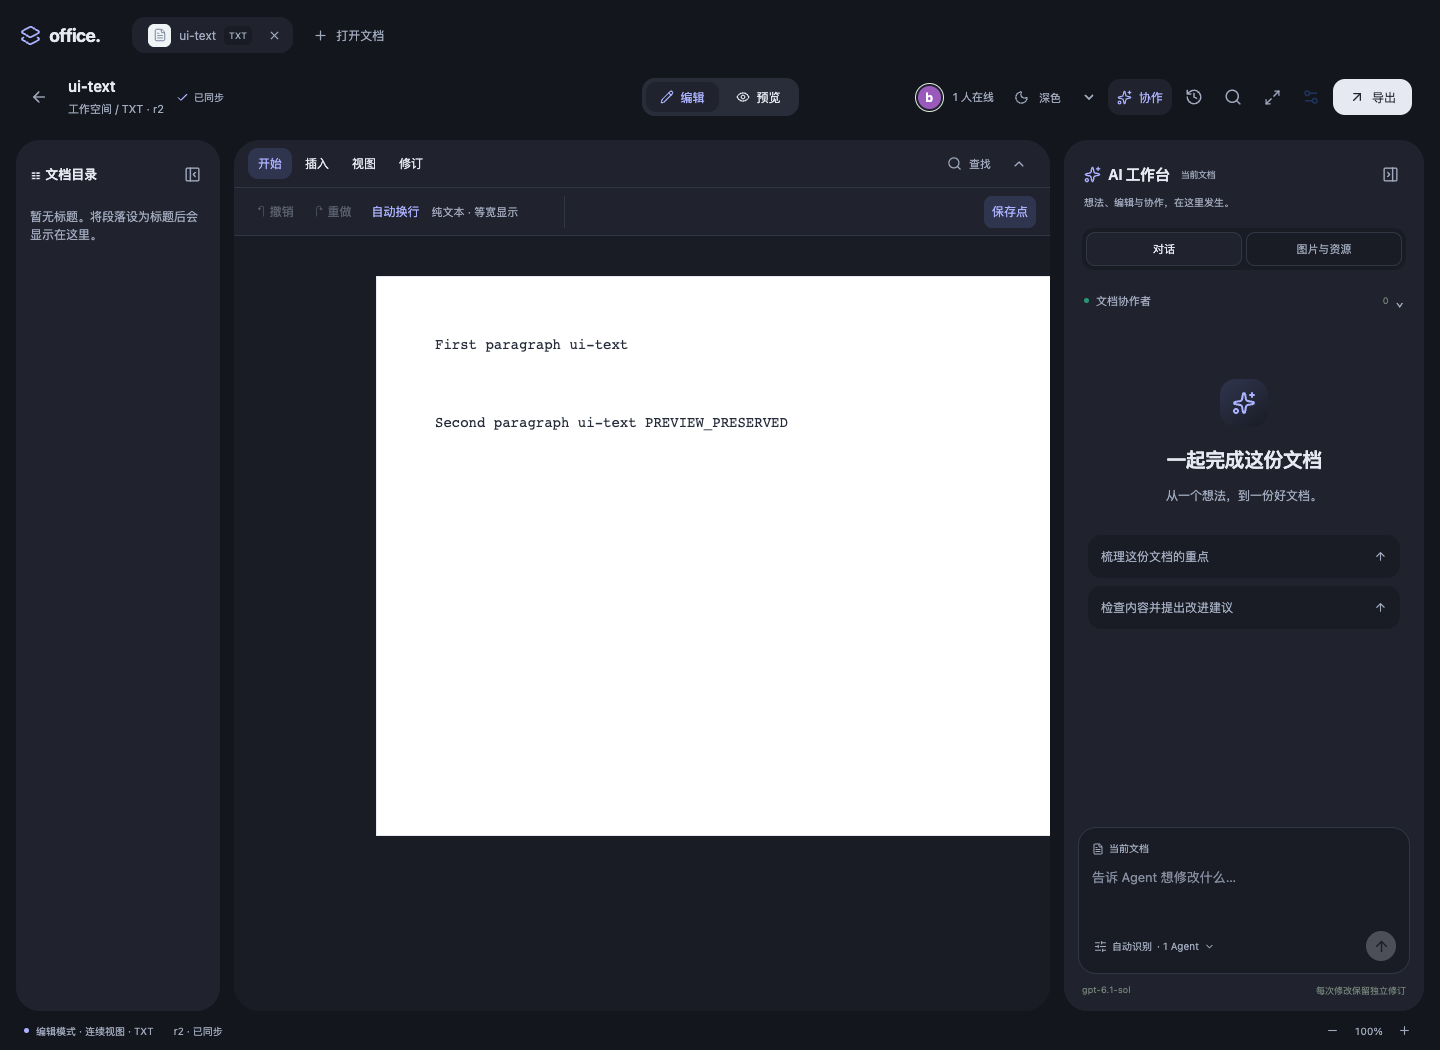 office.
ui-text TXT
打开文档
ui-text
工作空间 / TXT · r2
已同步
编辑
预览
b
1 人在线
深色
协作
导出
文档目录
暂无标题。将段落设为标题后会
显示在这里。
开始 插入 视图 修订
查找
撤销 重做 自动换行 纯文本 · 等宽显示
保存点
First paragraph ui-text
Second paragraph ui-text PREVIEW_PRESERVED
AI 工作台 当前文档
想法、编辑与协作，在这里发生。
对话 图片与资源
文档协作者 0
一起完成这份文档
从一个想法，到一份好文档。
梳理这份文档的重点
检查内容并提出改进建议
当前文档
告诉 Agent 想修改什么...
自动识别 · 1 Agent
gpt-6.1-sol 每次修改保留独立修订
编辑模式 · 连续视图 · TXT r2 · 已同步
100%